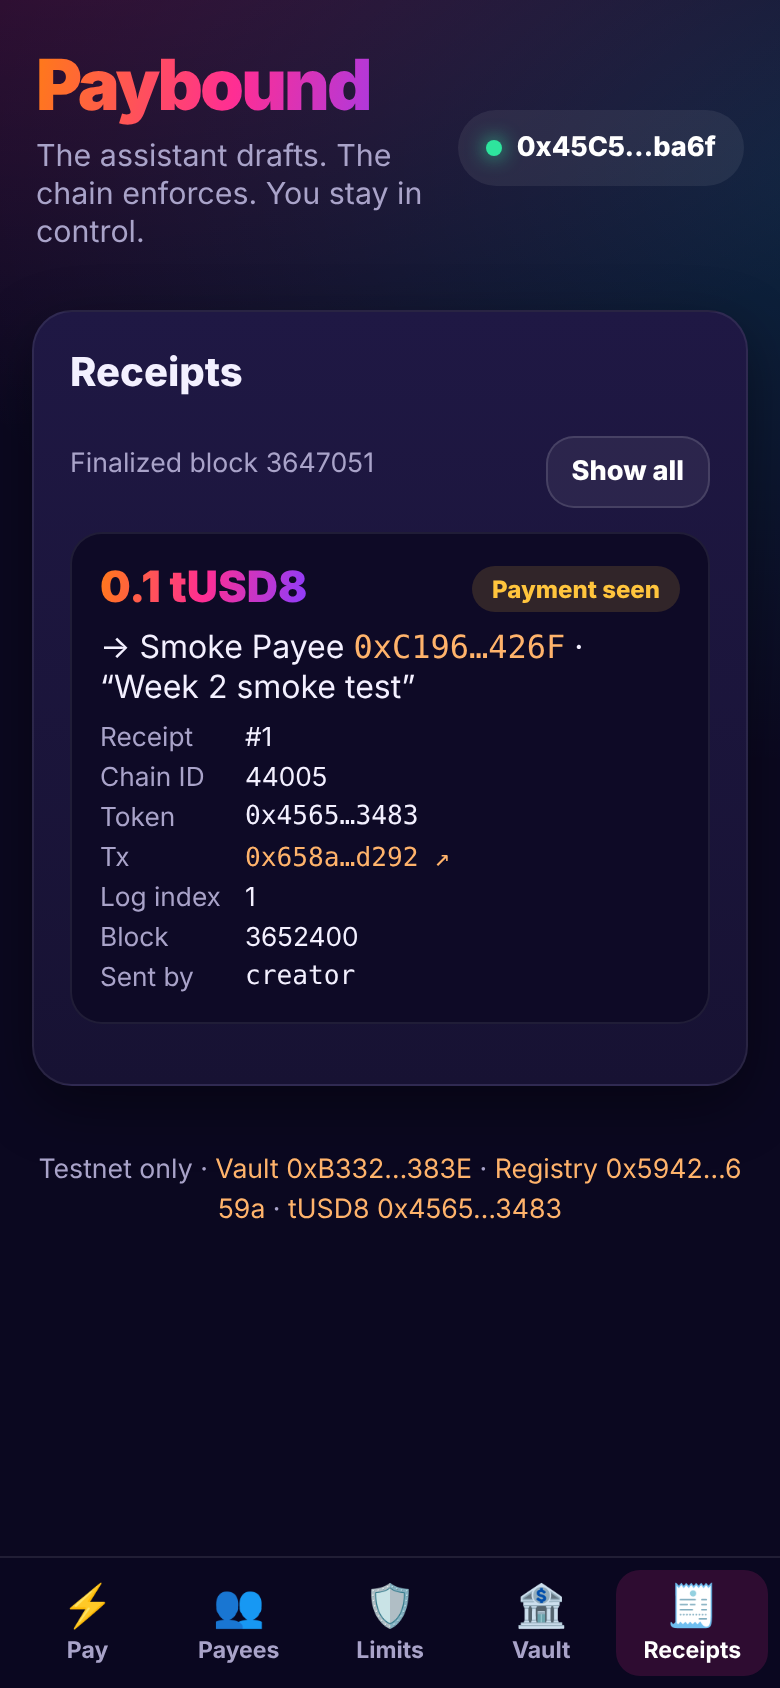 Paybound
The assistant drafts. The
chain enforces. You stay in
control.
0x45C5…ba6f
Receipts
Finalized block 3647051
Show all
0.1 tUSD8
Payment seen
→ Smoke Payee 0xC196…426F ·
“Week 2 smoke test”
Receipt #1
Chain ID 44005
Token 0x4565…3483
Tx 0x658a…d292 ↗
Log index 1
Block 3652400
Sent by creator
Testnet only · Vault 0xB332…383E · Registry 0x5942…6
59a · tUSD8 0x4565…3483
Pay
Payees
Limits
Vault
Receipts